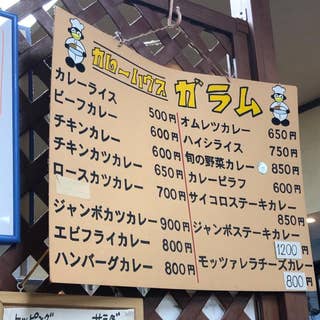 カレーハウス ガラム
カレーライス 500円
ビーフカレー 600円
チキンカレー 600円
チキンカツカレー 650円
ロースカツカレー 700円
ジャンボカツカレー 900円
エビフライカレー 800円
ハンバーグカレー 800円
オムレツカレー 650円
ハイシライス 750円
旬の野菜カレー 850円
カレーピラフ 600円
サイコロステーキカレー
850円
ジャンボステーキカレー
1200円
モッツァレラチーズカレー
800円
トッピング サラダ